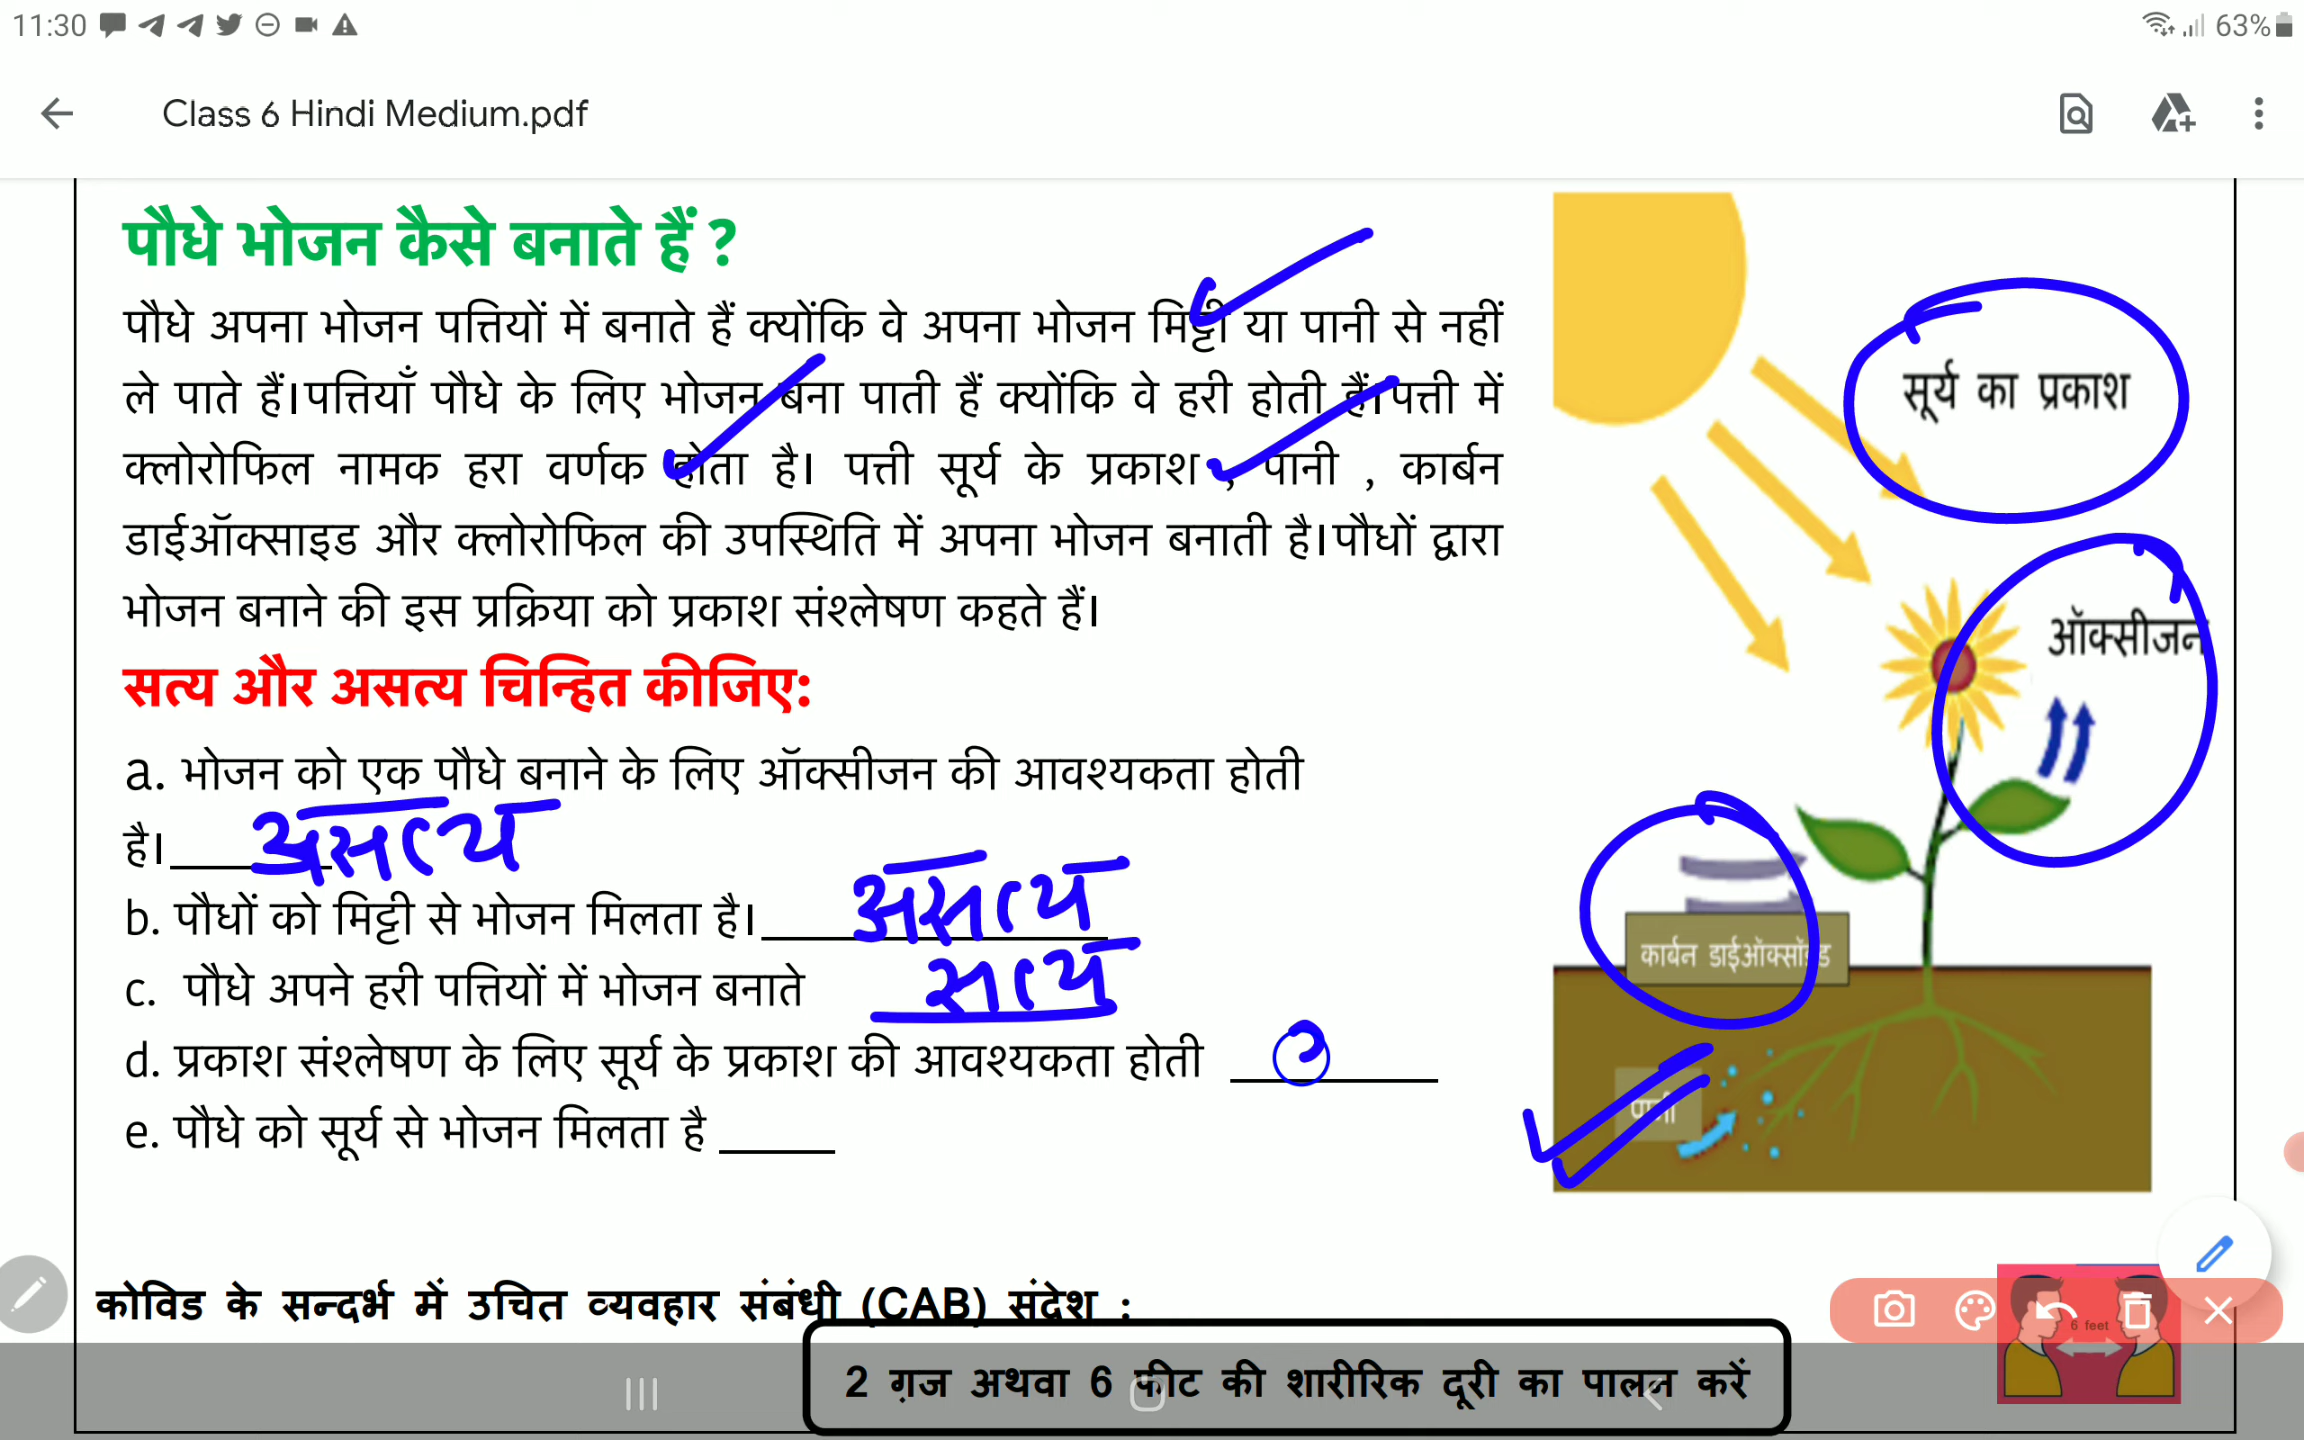 11:30
63%
Class 6 Hindi Medium.pdf
पौधे भोजन कैसे बनाते हैं ?
पौधे अपना भोजन पत्तियों में बनाते हैं क्योंकि वे अपना भोजन मिट्टी या पानी से नहीं
ले पाते हैं।पत्तियाँ पौधे के लिए भोजन बना पाती हैं क्योंकि वे हरी होती हैं।पत्ती में
क्लोरोफिल नामक हरा वर्णक होता है। पत्ती सूर्य के प्रकाश , पानी , कार्बन
डाईऑक्साइड और क्लोरोफिल की उपस्थिति में अपना भोजन बनाती है।पौधों द्वारा
भोजन बनाने की इस प्रक्रिया को प्रकाश संश्लेषण कहते हैं।
सत्य और असत्य चिन्हित कीजिए:
a. भोजन को एक पौधे बनाने के लिए ऑक्सीजन की आवश्यकता होती
है। असत्य
b. पौधों को मिट्टी से भोजन मिलता है। असत्य
c. पौधे अपने हरी पत्तियों में भोजन बनाते सत्य
d. प्रकाश संश्लेषण के लिए सूर्य के प्रकाश की आवश्यकता होती
e. पौधे को सूर्य से भोजन मिलता है
सूर्य का प्रकाश
ऑक्सीजन
कार्बन डाईऑक्सॉइड
पानी
कोविड के सन्दर्भ में उचित व्यवहार संबंधी (CAB) संदेश :
6 feet
2 ग़ज अथवा 6 फीट की शारीरिक दूरी का पालन करें